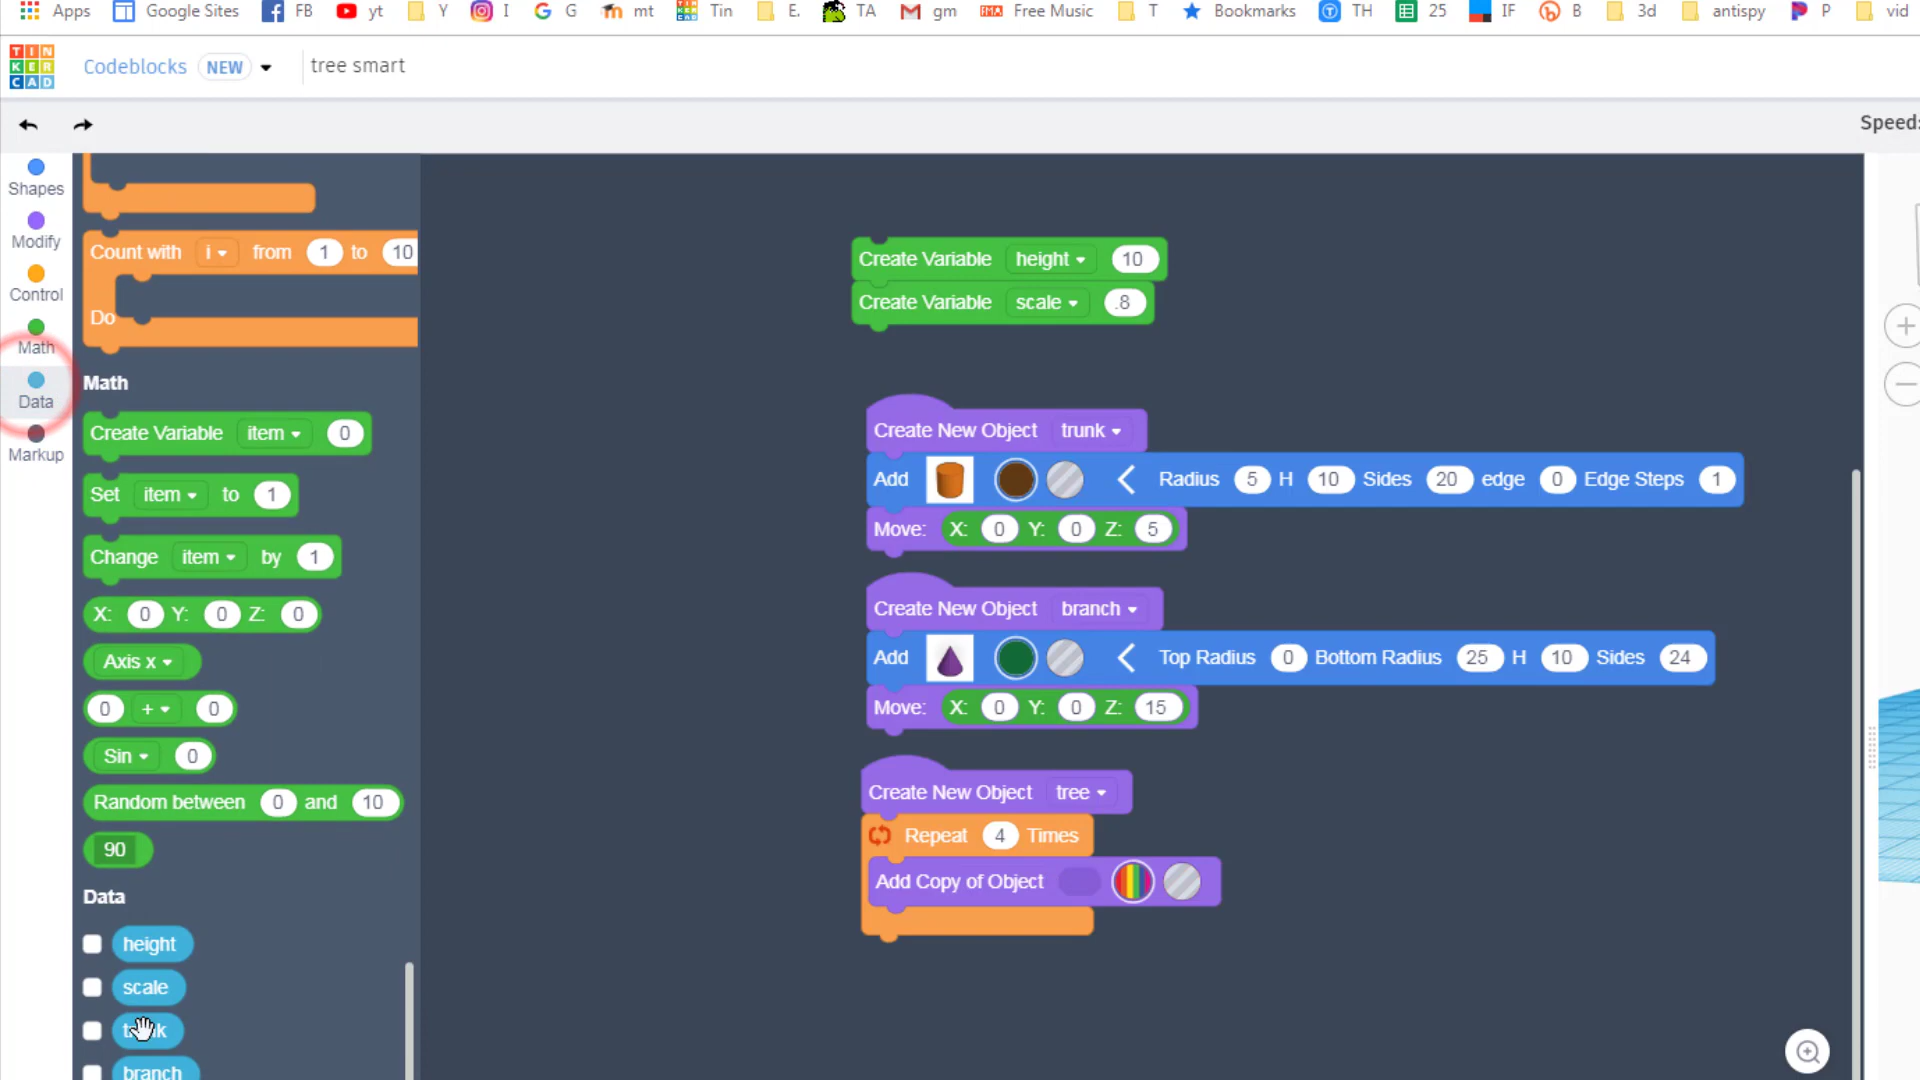 Apps Google Sites FB yt Y I G mt Tin E. TA gm Free Music T Bookmarks TH 25 IF B 3d antispy P vid
TIN
KER
CAD
Codeblocks NEW tree smart
Speed:
Shapes
Modify
Control
Math
Data
Markup
Count with i from 1 to 10
Do
Math
Create Variable item 0
Set item to 1
Change item by 1
X: 0 Y: 0 Z: 0
Axis x
0 + 0
Sin 0
Random between 0 and 10
90
Data
height
scale
branch
Create Variable height 10
Create Variable scale .8
Create New Object trunk
Add Radius 5 H 10 Sides 20 edge 0 Edge Steps 1
Move: X: 0 Y: 0 Z: 5
Create New Object branch
Add Top Radius 0 Bottom Radius 25 H 10 Sides 24
Move: X: 0 Y: 0 Z: 15
Create New Object tree
Repeat 4 Times
Add Copy of Object